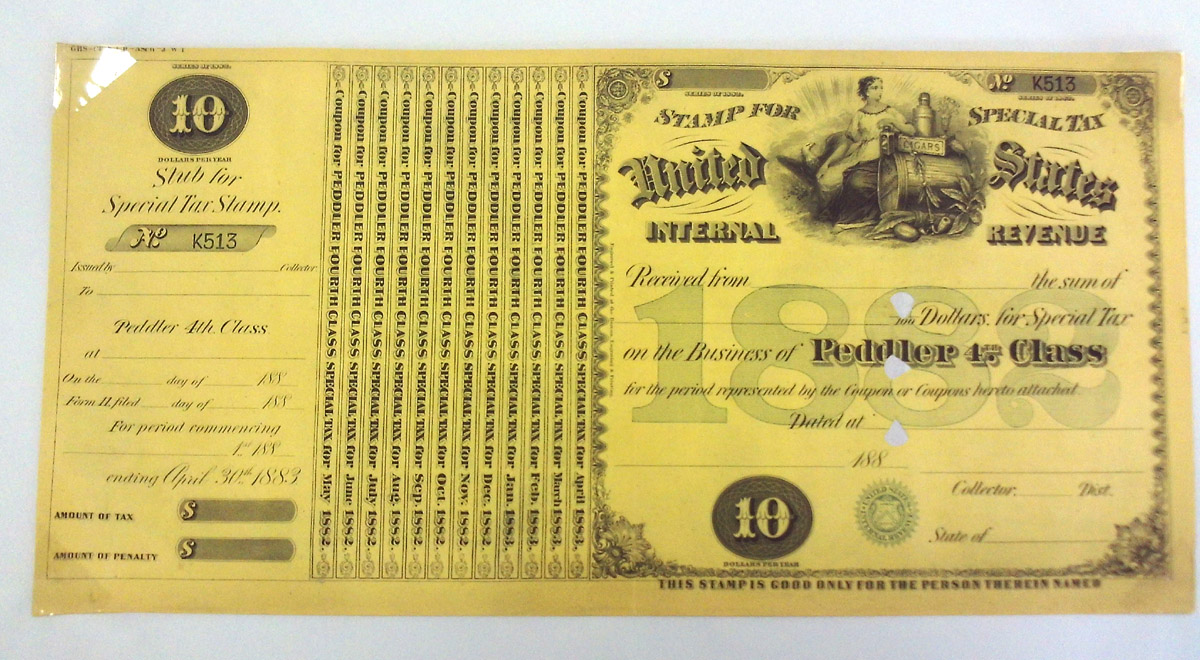 SERIES OF 1882.
10
DOLLARS PER YEAR
Stub for
Special Tax Stamp.
No K513
Issued by Collector
To
Peddler 4th. Class
at
On the day of 188
Form 11, filed day of 188
For period commencing
1st 188
ending April 30th 1883
AMOUNT OF TAX $
AMOUNT OF PENALTY $
Coupon for PEDDLER FOURTH CLASS SPECIAL TAX for May 1882.
Coupon for PEDDLER FOURTH CLASS SPECIAL TAX for June 1882.
Coupon for PEDDLER FOURTH CLASS SPECIAL TAX for July 1882.
Coupon for PEDDLER FOURTH CLASS SPECIAL TAX for Aug. 1882.
Coupon for PEDDLER FOURTH CLASS SPECIAL TAX for Sep. 1882.
Coupon for PEDDLER FOURTH CLASS SPECIAL TAX for Oct. 1882.
Coupon for PEDDLER FOURTH CLASS SPECIAL TAX for Nov. 1882.
Coupon for PEDDLER FOURTH CLASS SPECIAL TAX for Dec. 1882.
Coupon for PEDDLER FOURTH CLASS SPECIAL TAX for Jan. 1883.
Coupon for PEDDLER FOURTH CLASS SPECIAL TAX for Feb. 1883.
Coupon for PEDDLER FOURTH CLASS SPECIAL TAX for March 1883.
Coupon for PEDDLER FOURTH CLASS SPECIAL TAX for April 1883.
$ No K513
SERIES OF 1882. SERIES OF 1882.
STAMP FOR SPECIAL TAX
CIGARS
United States
INTERNAL REVENUE
1882
Received from the sum of
100 Dollars, for Special Tax
on the Business of Peddler 4TH Class
for the period represented by the Coupon or Coupons hereto attached.
Dated at
188
Collector. Dist.
State of
10
DOLLARS PER YEAR
THIS STAMP IS GOOD ONLY FOR THE PERSON THEREIN NAMED